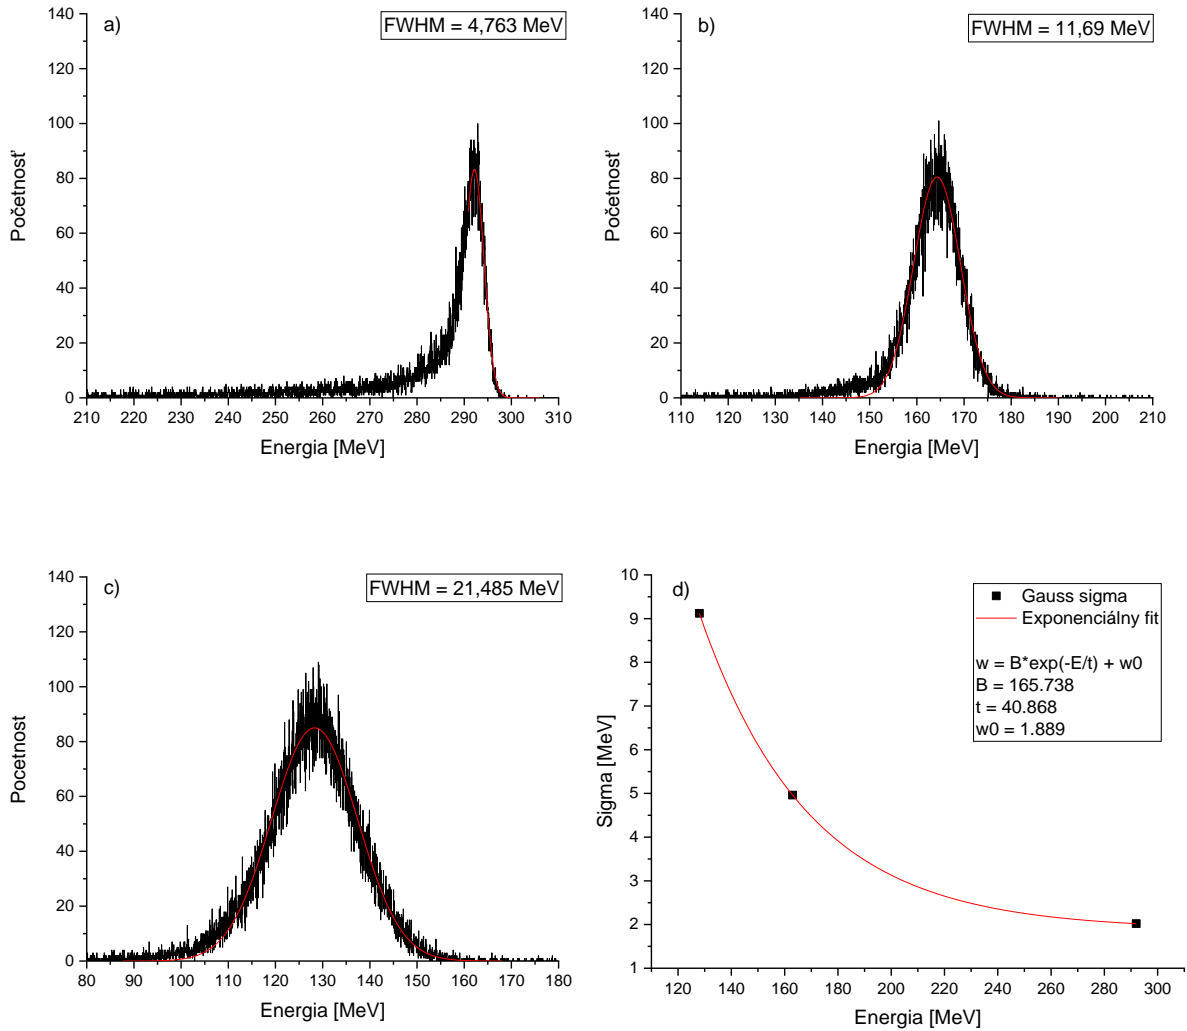 a)
FWHM = 4,763 MeV
140
120
100
80
60
40
20
0
Početnosť
210 220 230 240 250 260 270 280 290 300 310
Energia [MeV]
b)
FWHM = 11,69 MeV
140
120
100
80
60
40
20
0
Početnosť
110 120 130 140 150 160 170 180 190 200 210
Energia [MeV]
c)
FWHM = 21,485 MeV
140
120
100
80
60
40
20
0
Pocetnost
80 90 100 110 120 130 140 150 160 170 180
Energia [MeV]
d)
Gauss sigma
Exponenciálny fit
w = B*exp(-E/t) + w0
B = 165.738
t = 40.868
w0 = 1.889
10
9
8
7
6
5
4
3
2
1
Sigma [MeV]
120 140 160 180 200 220 240 260 280 300
Energia [MeV]